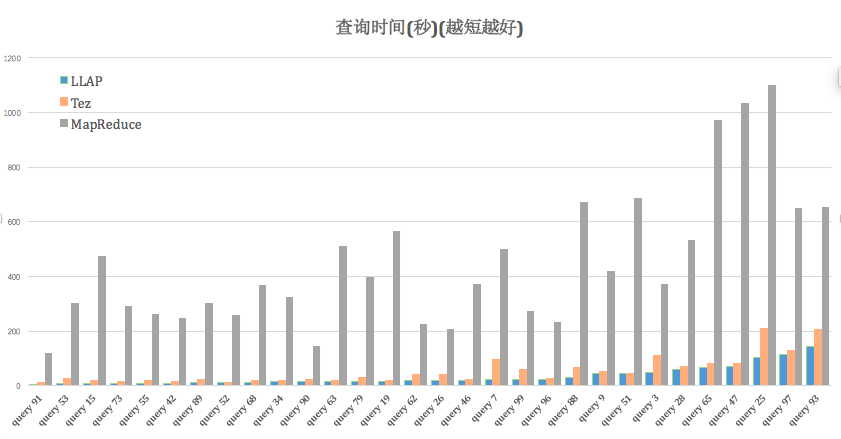 查询时间(秒)(越短越好)
1200
1000
800
600
400
200
0
LLAP
Tez
MapReduce
query 91
query 53
query 15
query 73
query 55
query 42
query 89
query 52
query 68
query 34
query 90
query 63
query 79
query 19
query 62
query 26
query 46
query 7
query 99
query 96
query 88
query 9
query 51
query 3
query 28
query 65
query 47
query 25
query 97
query 93